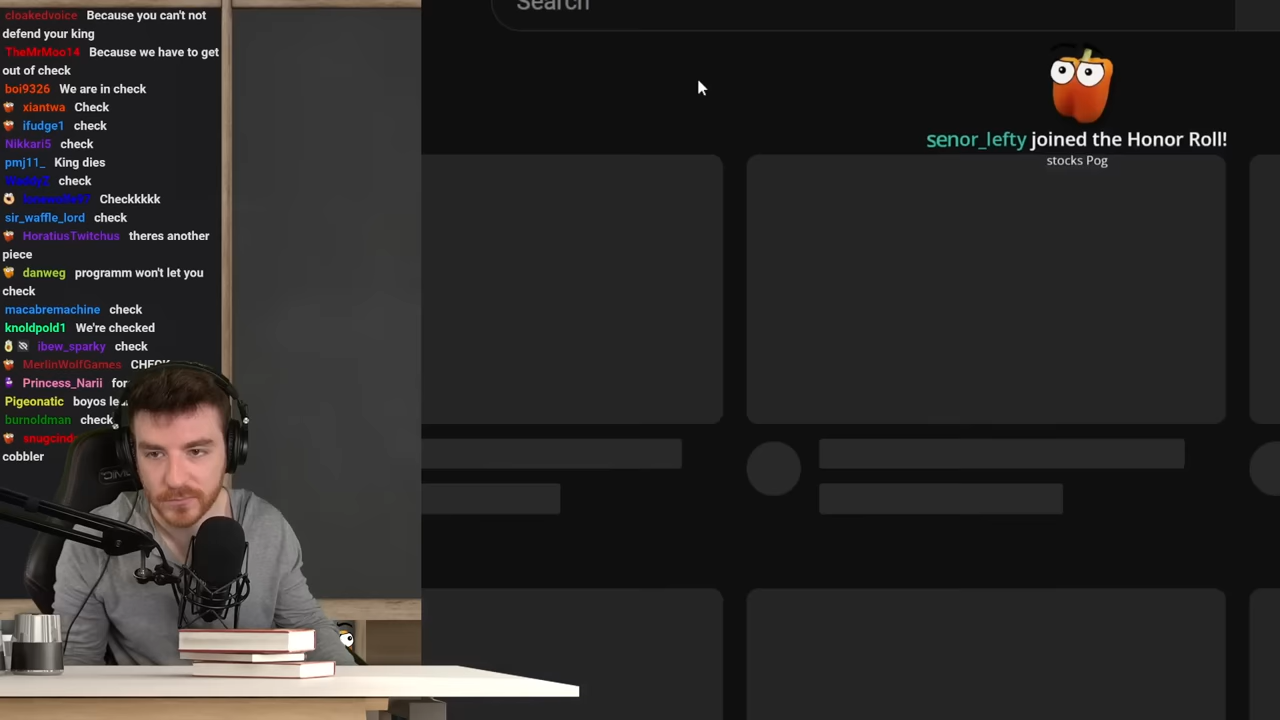 cloakedvoice Because you can't not
defend your king
TheMrMoo14 Because we have to get
out of check
boi9326 We are in check
xiantwa Check
ifudge1 check
Nikkari5 check
pmj11_ King dies
check
Checkkkkk
sir_waffle_lord check
HoratiusTwitchus theres another
piece
danweg programm won't let you
check
macabremachine check
knoldpold1 We're checked
ibew_sparky check
MerlinWolfGames CHECK
Princess_Narii for
Pigeonatic boyos
burnoldman check
snugcind
cobbler
Search
senor_lefty joined the Honor Roll!
stocks Pog